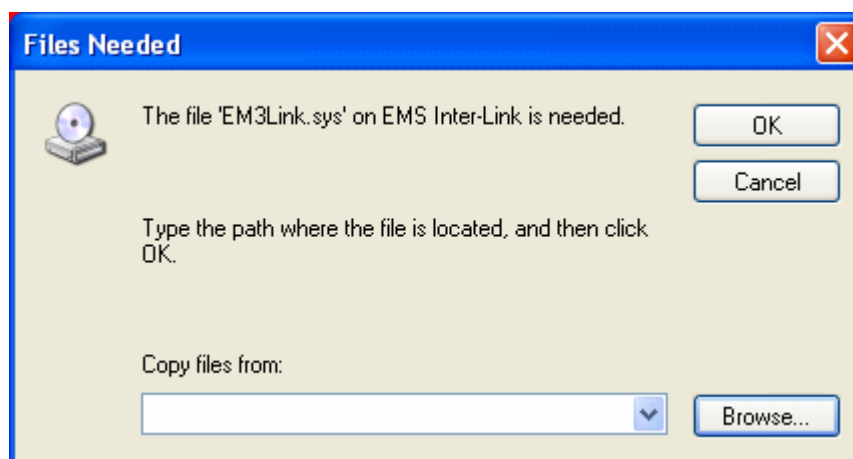 Files Needed
The file 'EM3Link.sys' on EMS Inter-Link is needed.
OK
Cancel
Type the path where the file is located, and then click
OK.
Copy files from:
Browse...